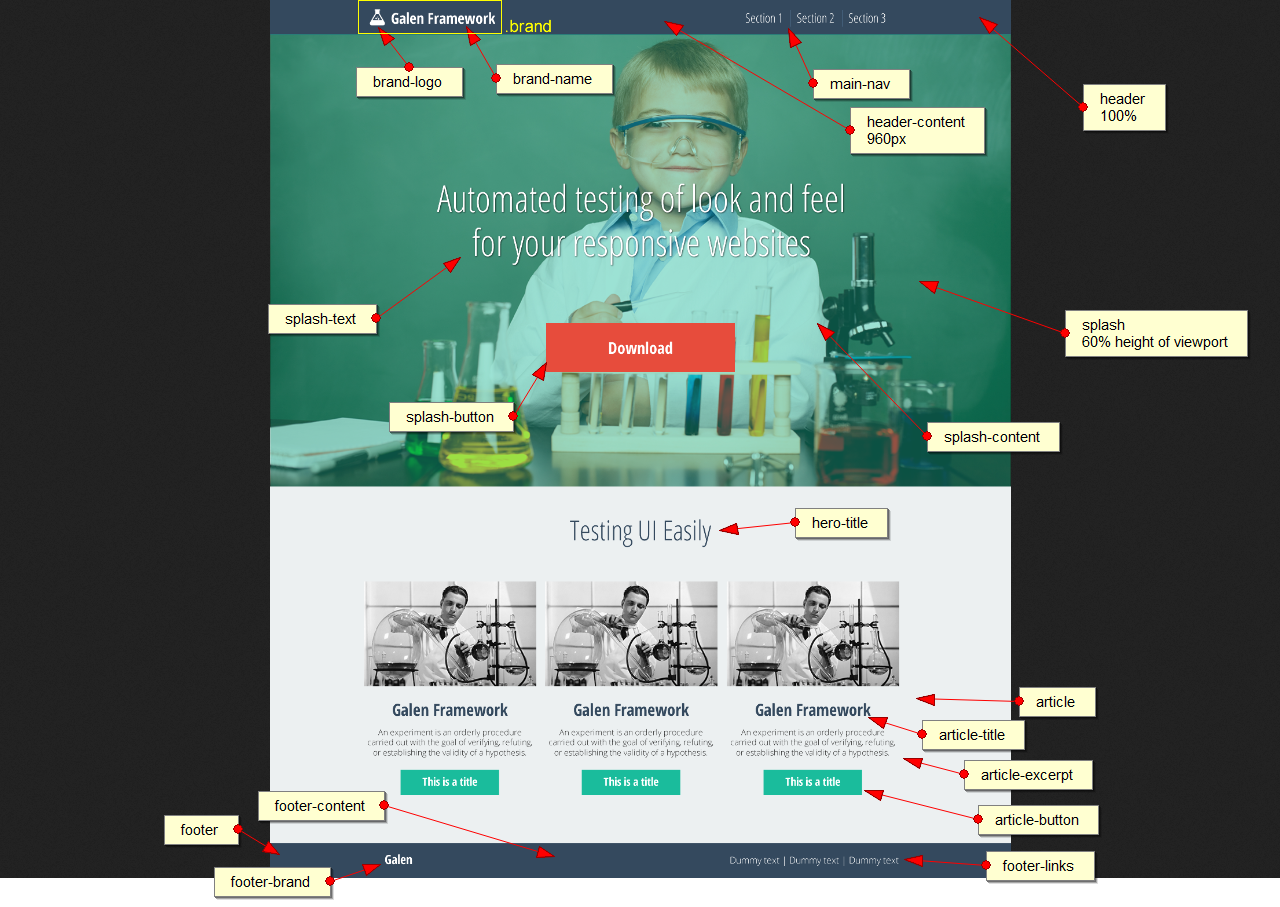 Galen Framework
.brand
Section 1 Section 2 Section 3
brand-logo
brand-name
main-nav
header
100%
header-content
960px
Automated testing of look and feel
for your responsive websites
splash-text
splash
60% height of viewport
Download
splash-button
splash-content
Testing UI Easily
hero-title
article
Galen Framework
An experiment is an orderly procedure
carried out with the goal of verifying, refuting,
or establishing the validity of a hypothesis.
This is a title
Galen Framework
An experiment is an orderly procedure
carried out with the goal of verifying, refuting,
or establishing the validity of a hypothesis.
This is a title
Galen Framework
An experiment is an orderly procedure
carried out with the goal of verifying, refuting,
or establishing the validity of a hypothesis.
This is a title
article-title
article-excerpt
article-button
footer-content
footer
Galen
Dummy text | Dummy text | Dummy text
footer-links
footer-brand